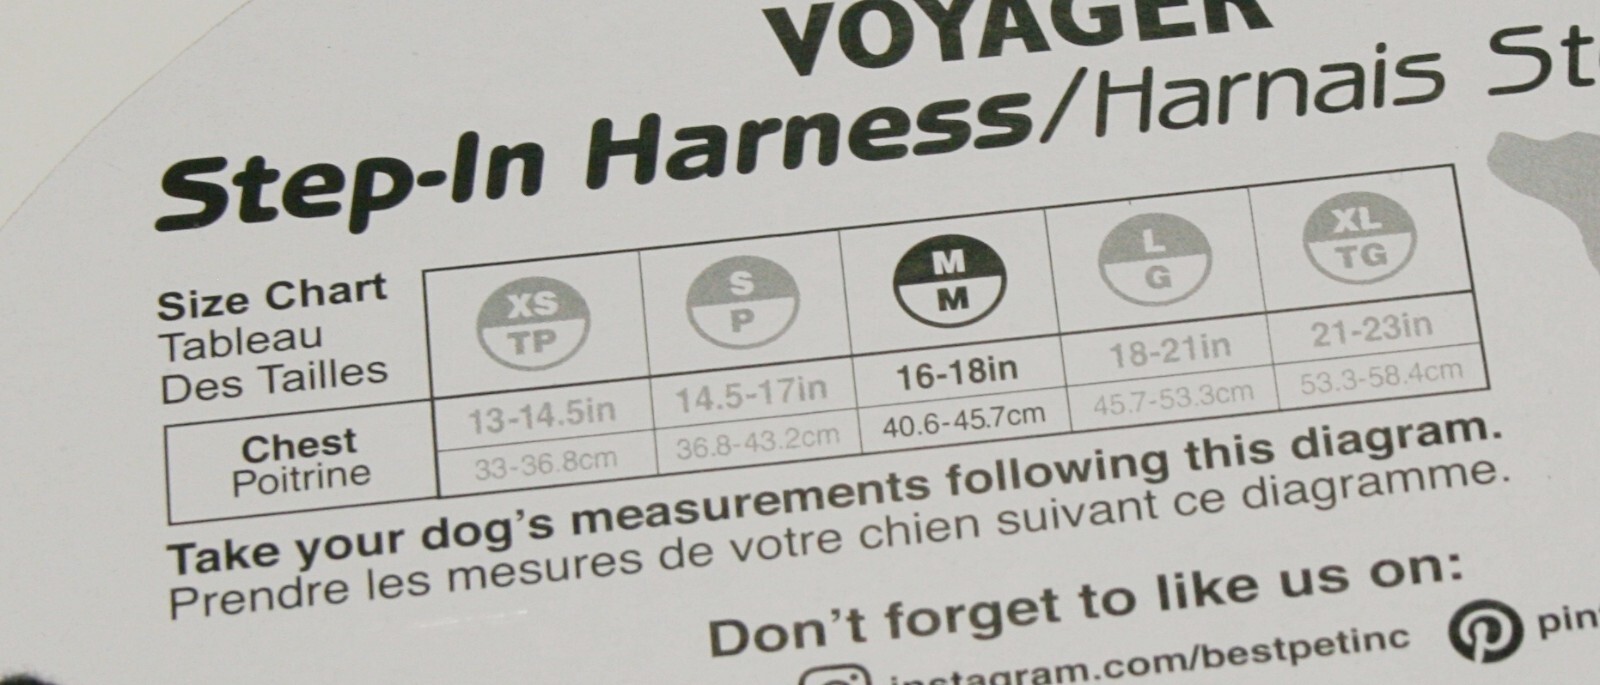 VOYAGER
Step-In Harness/Harnais
Size Chart
Tableau
Des Tailles
XS S M L XL
TP P M G TG
Chest 13-14.5in 14.5-17in 16-18in 18-21in 21-23in
Poitrine 33-36.8cm 36.8-43.2cm 40.6-45.7cm 45.7-53.3cm 53.3-58.4cm
Take your dog's measurements following this diagram.
Prendre les mesures de votre chien suivant ce diagramme.
Don't forget to like us on:
instagram.com/bestpetinc